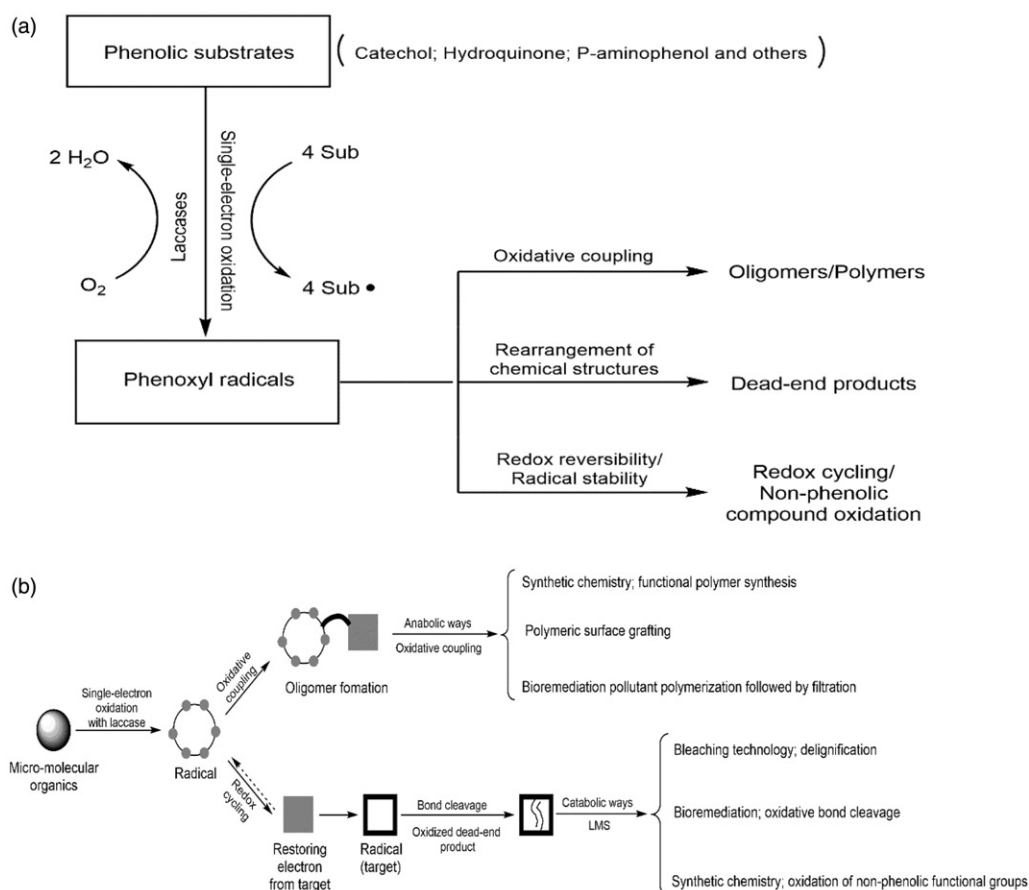 (a)
Phenolic substrates
( Catechol; Hydroquinone; P-aminophenol and others )
2 H₂O
O₂
Laccases
Single-electron oxidation
4 Sub
4 Sub •
Phenoxyl radicals
Oxidative coupling
Oligomers/Polymers
Rearrangement of
chemical structures
Dead-end products
Redox reversibility/
Radical stability
Redox cycling/
Non-phenolic
compound oxidation
(b)
Micro-molecular
organics
Single-electron
oxidation
with laccase
Radical
Oxidative
coupling
Oligomer fomation
Anabolic ways
Oxidative coupling
Synthetic chemistry; functional polymer synthesis
Polymeric surface grafting
Bioremediation pollutant polymerization followed by filtration
Redox
cycling
Restoring
electron
from target
Radical
(target)
Bond cleavage
Oxidized dead-end
product
Catabolic ways
LMS
Bleaching technology; delignification
Bioremediation; oxidative bond cleavage
Synthetic chemistry; oxidation of non-phenolic functional groups